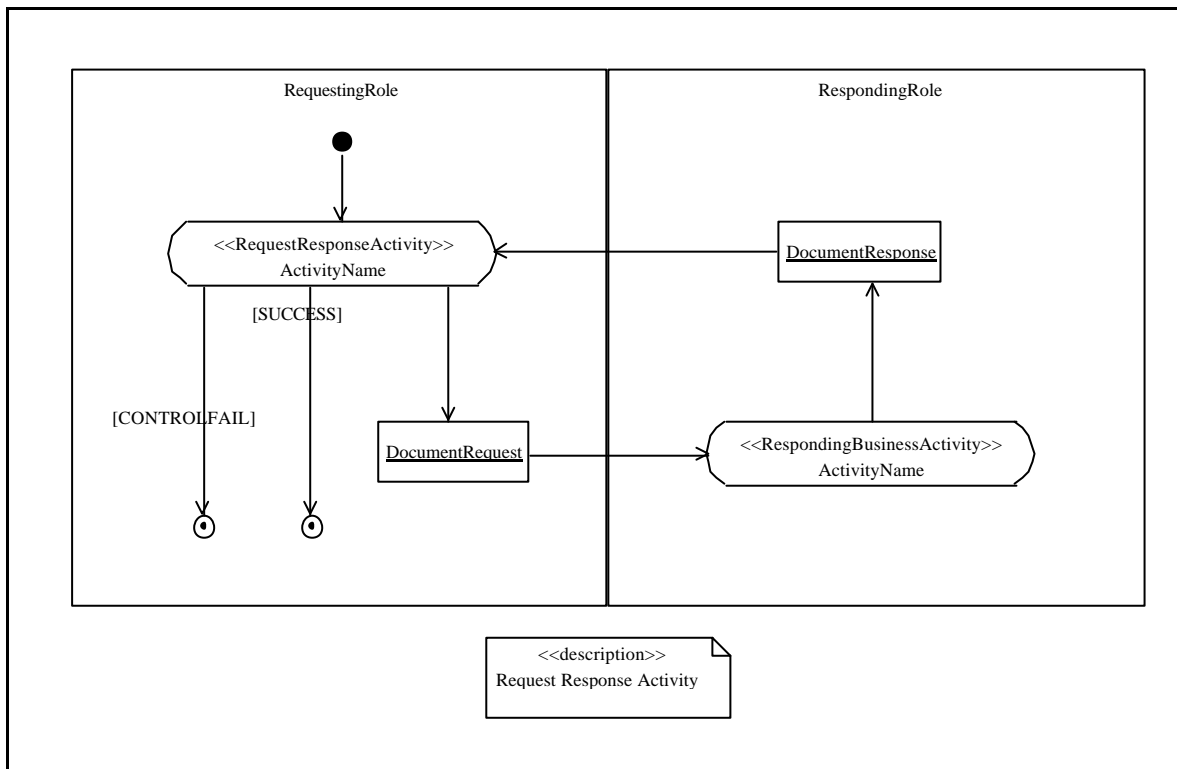 RequestingRole
RespondingRole
<<RequestResponseActivity>>
ActivityName
DocumentResponse
[SUCCESS]
[CONTROLFAIL]
DocumentRequest
<<RespondingBusinessActivity>>
ActivityName
<<description>>
Request Response Activity